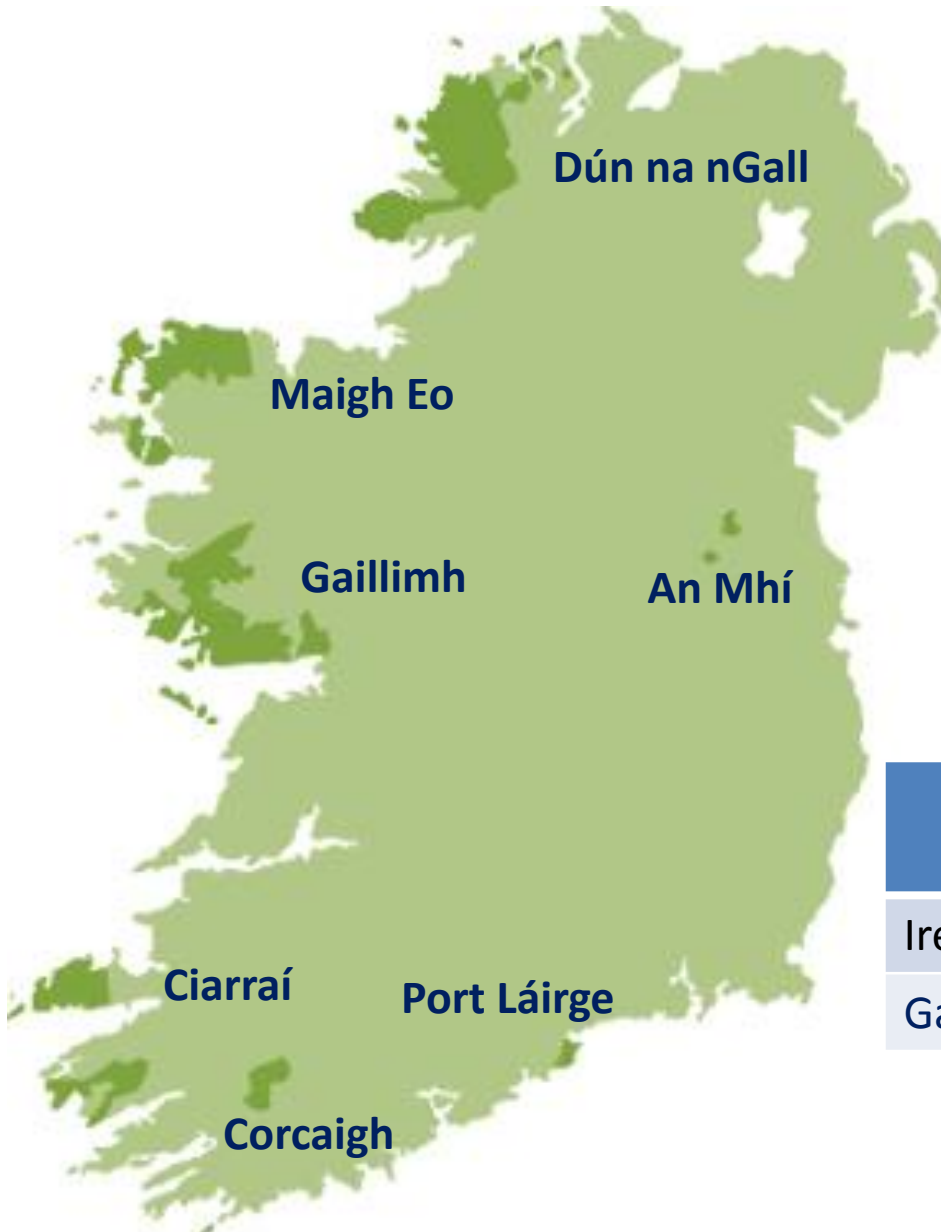 Dún na nGall
Maigh Eo
Gaillimh
An Mhí
Ciarraí
Port Láirge
Corcaigh